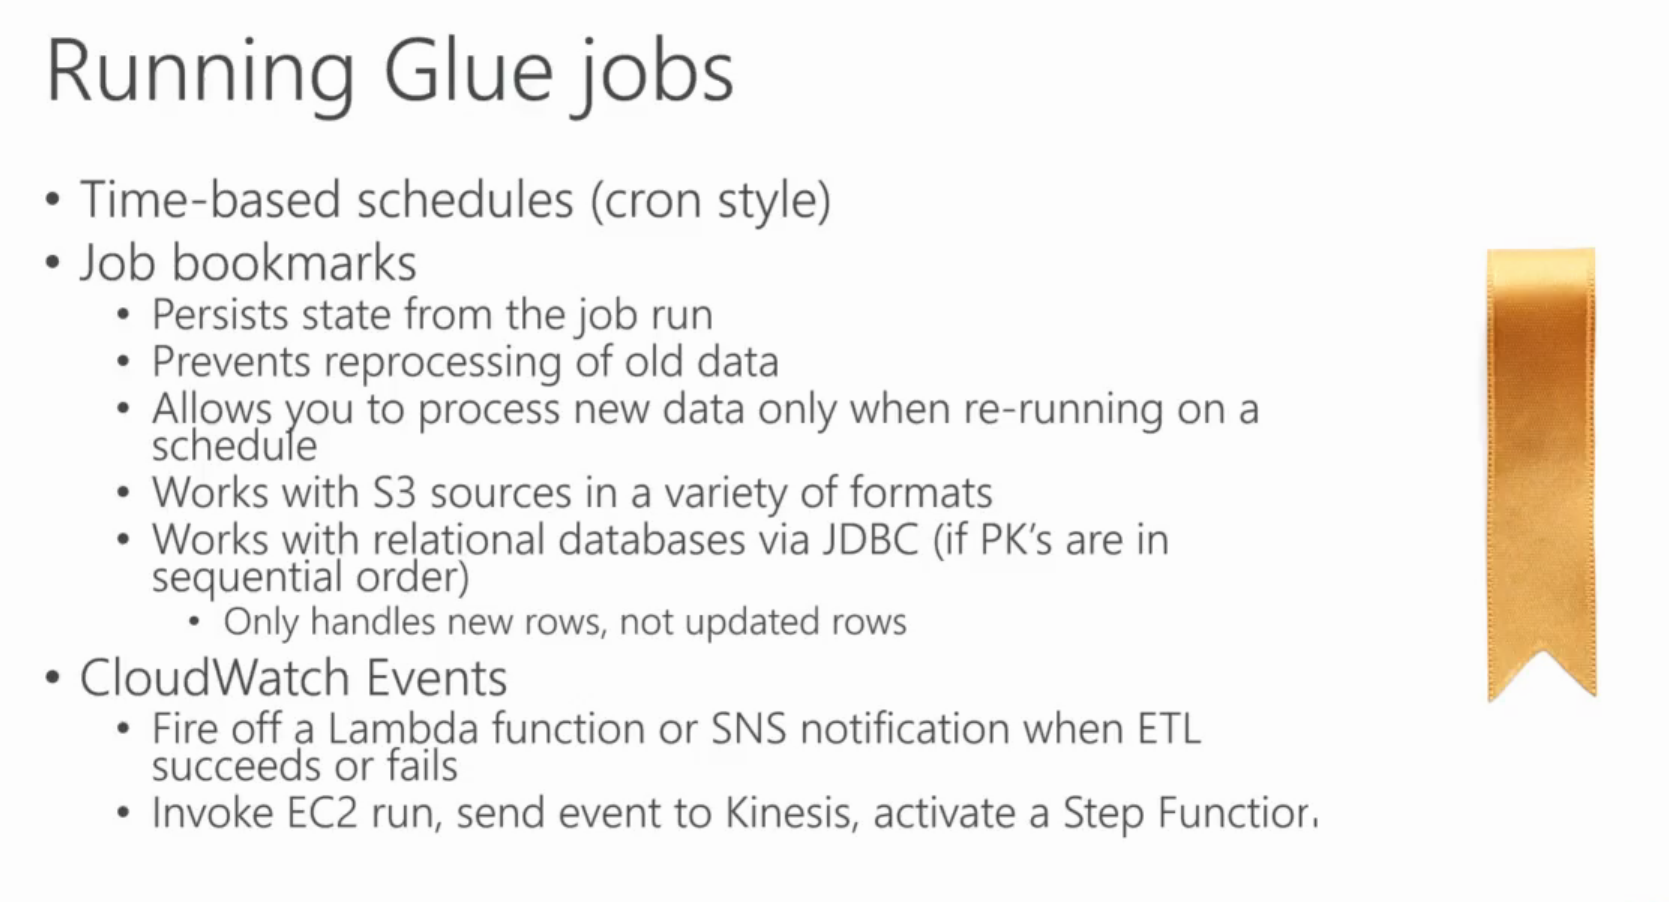 Running Glue jobs
• Time-based schedules (cron style)
• Job bookmarks
• Persists state from the job run
• Prevents reprocessing of old data
• Allows you to process new data only when re-running on a
schedule
• Works with S3 sources in a variety of formats
• Works with relational databases via JDBC (if PK's are in
sequential order)
• Only handles new rows, not updated rows
• CloudWatch Events
• Fire off a Lambda function or SNS notification when ETL
succeeds or fails
• Invoke EC2 run, send event to Kinesis, activate a Step Function